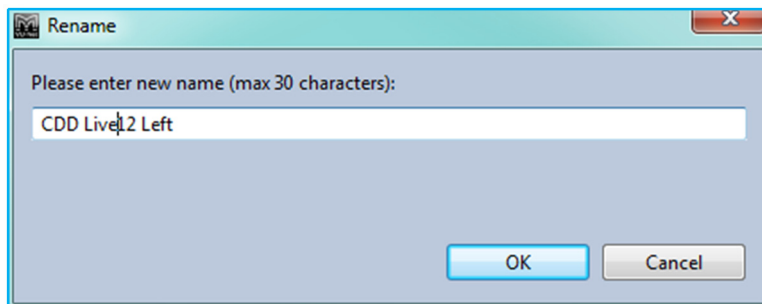 Rename
Please enter new name (max 30 characters):
CDD Live12 Left
OK
Cancel